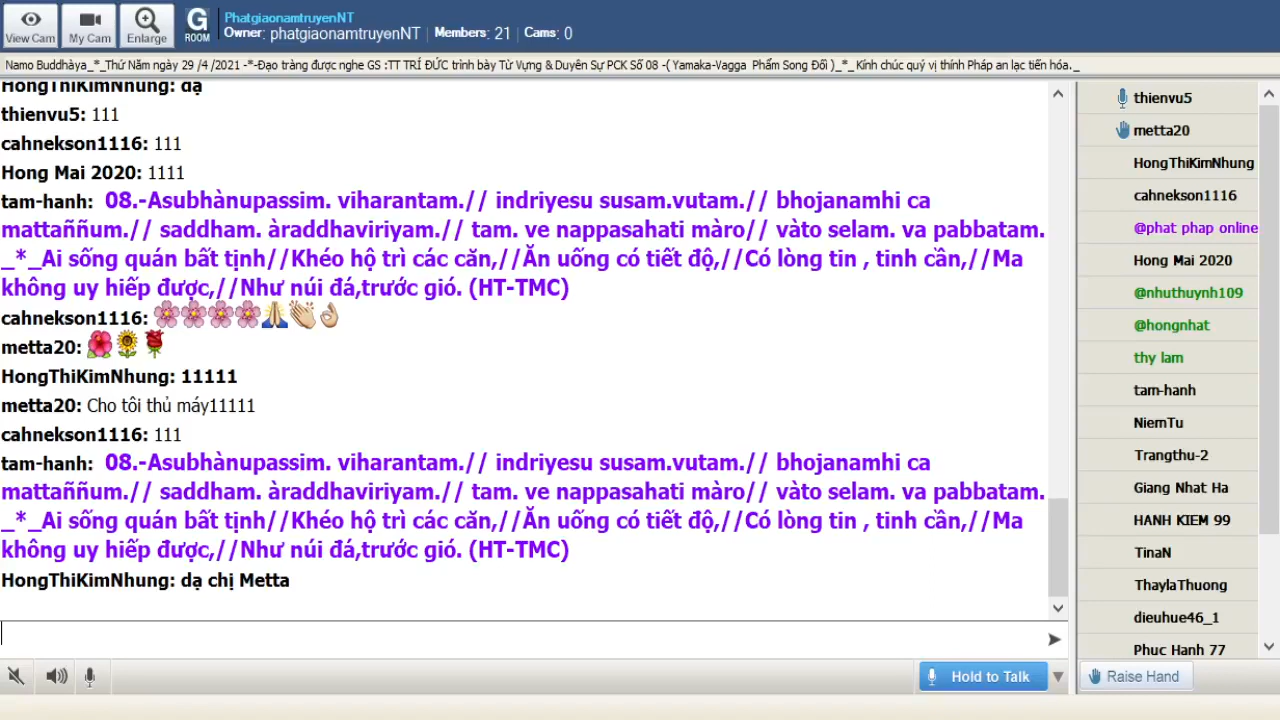 View Cam
My Cam
Enlarge
G
ROOM
PhatgiaonamtruyenNT
Owner: phatgiaonamtruyenNT | Members: 21 | Cams: 0
Namo Buddhàya_*_Thứ Năm ngày 29 /4 /2021 -*-Đạo tràng được nghe GS :TT TRÍ ĐỨC trình bày Từ Vựng & Duyên Sự PCK Số 08 -( Yamaka-Vagga Phẩm Song Đối )_*_ Kính chúc quý vị thính Pháp an lạc tiến hóa._
HongThiKimNhung: dạ
thienvu5: 111
cahnekson1116: 111
Hong Mai 2020: 1111
tam-hanh: 08.-Asubhànupassim. viharantam.// indriyesu susam.vutam.// bhojanamhi ca
mattaññum.// saddham. àraddhaviriyam.// tam. ve nappasahati màro// vàto selam. va pabbatam.
_*_Ai sống quán bất tịnh//Khéo hộ trì các căn,//Ăn uống có tiết độ,//Có lòng tin , tinh cần,//Ma
không uy hiếp được,//Như núi đá,trước gió. (HT-TMC)
cahnekson1116:
metta20:
HongThiKimNhung: 11111
metta20: Cho tôi thủ máy11111
cahnekson1116: 111
tam-hanh: 08.-Asubhànupassim. viharantam.// indriyesu susam.vutam.// bhojanamhi ca
mattaññum.// saddham. àraddhaviriyam.// tam. ve nappasahati màro// vàto selam. va pabbatam.
_*_Ai sống quán bất tịnh//Khéo hộ trì các căn,//Ăn uống có tiết độ,//Có lòng tin , tinh cần,//Ma
không uy hiếp được,//Như núi đá,trước gió. (HT-TMC)
HongThiKimNhung: dạ chị Metta
Hold to Talk
thienvu5
metta20
HongThiKimNhung
cahnekson1116
@phat phap online
Hong Mai 2020
@nhuthuynh109
@hongnhat
thy lam
tam-hanh
NiemTu
Trangthu-2
Giang Nhat Ha
HANH KIEM 99
TinaN
ThaylaThuong
dieuhue46_1
Phuc Hanh 77
Raise Hand